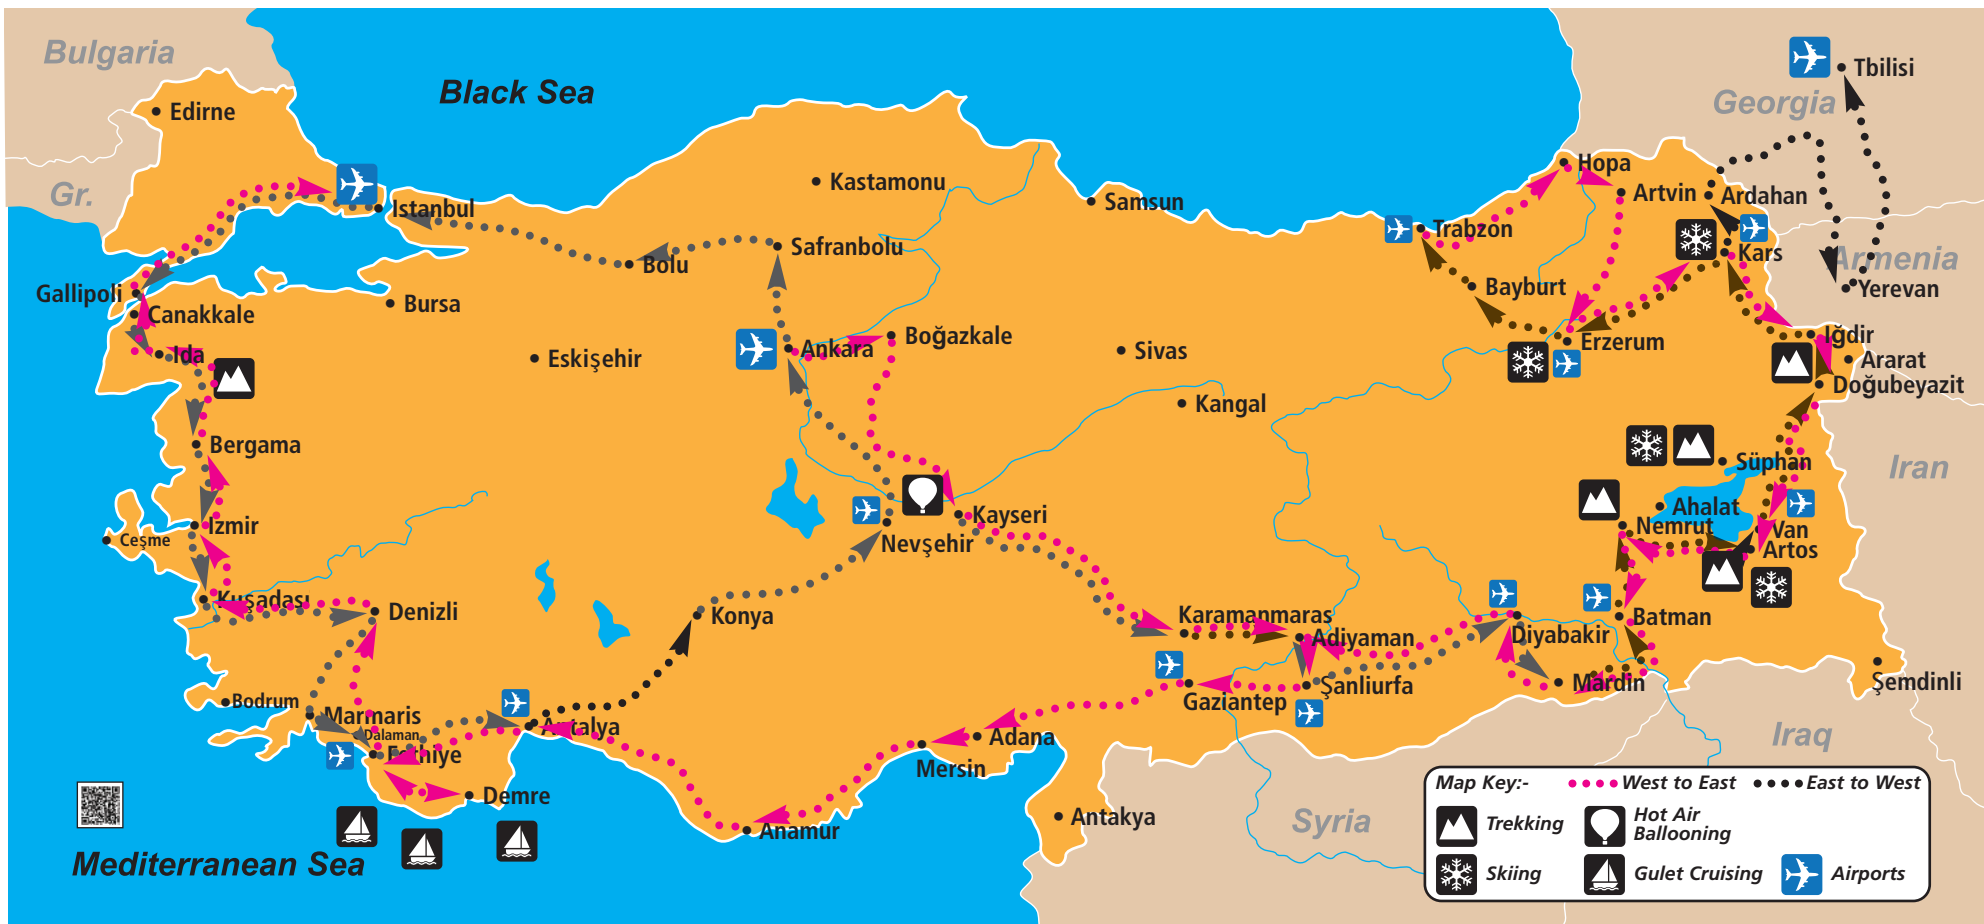 Bulgaria
Black Sea
Tbilisi
Georgia
Edirne
Gr.
Kastamonu
Samsun
Hopa
Artvin
Ardahan
Istanbul
Trabzon
Safranbolu
Bolu
Kars
Armenia
Yerevan
Gallipoli
Canakkale
Bursa
Bayburt
Ida
Eskişehir
Ankara
Boğazkale
Sivas
Erzerum
Iğdir
Ararat
Doğubeyazit
Kangal
Bergama
Süphan
Iran
Ahalat
Nemrut
Van
Artos
Izmir
Ceşme
Kayseri
Nevşehir
Kuşadası
Denizli
Konya
Karamanmaras
Adiyaman
Diyabakir
Batman
Bodrum
Marmaris
Dalaman
Fethiye
Antalya
Şanliurfa
Gaziantep
Mardin
Şemdinli
Adana
Mersin
Iraq
Demre
Anamur
Antakya
Syria
Mediterranean Sea
Map Key:-
West to East
East to West
Trekking
Hot Air
Ballooning
Skiing
Gulet Cruising
Airports